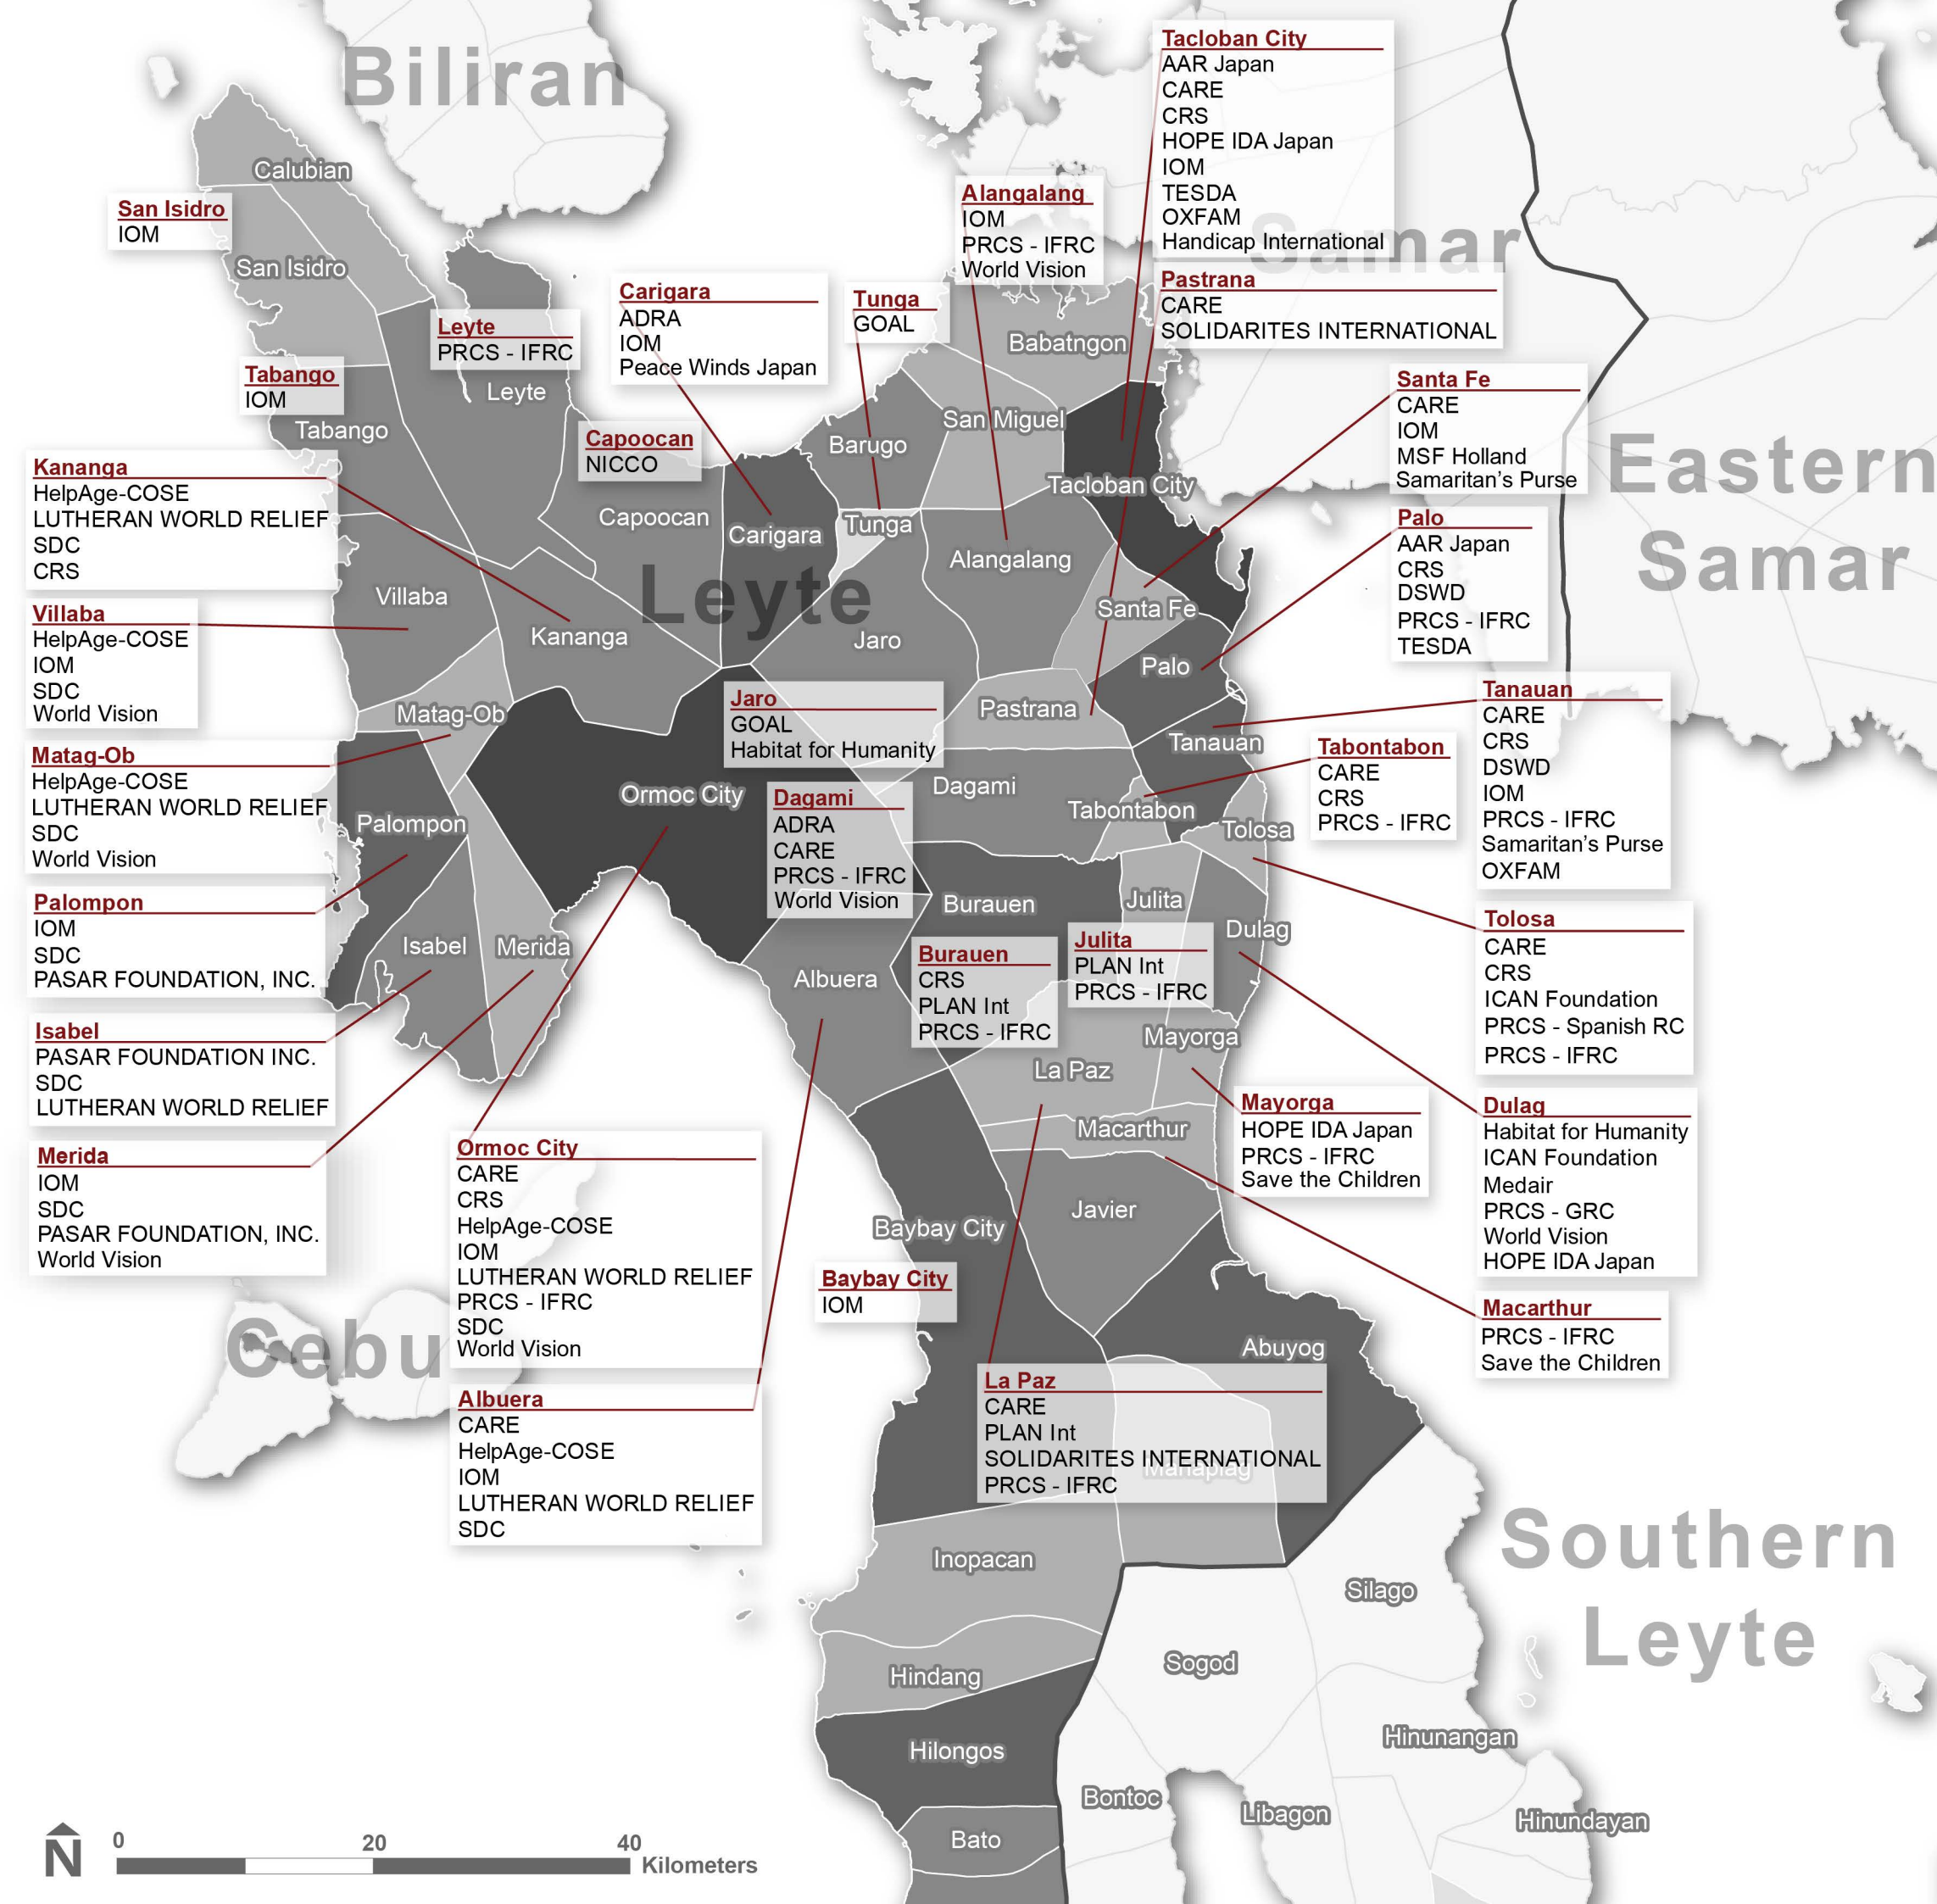 Biliran
Samar
Eastern
Samar
Leyte
Cebu
Southern
Leyte
Tacloban City
AAR Japan
CARE
CRS
HOPE IDA Japan
IOM
TESDA
OXFAM
Handicap International
Alangalang
IOM
PRCS - IFRC
World Vision
Pastrana
CARE
SOLIDARITES INTERNATIONAL
San Isidro
IOM
Leyte
PRCS - IFRC
Carigara
ADRA
IOM
Peace Winds Japan
Tunga
GOAL
Tabango
IOM
Capoocan
NICCO
Santa Fe
CARE
IOM
MSF Holland
Samaritan's Purse
Kananga
HelpAge-COSE
LUTHERAN WORLD RELIEF
SDC
CRS
Palo
AAR Japan
CRS
DSWD
PRCS - IFRC
TESDA
Villaba
HelpAge-COSE
IOM
SDC
World Vision
Jaro
GOAL
Habitat for Humanity
Tanauan
CARE
CRS
DSWD
IOM
PRCS - IFRC
Samaritan's Purse
OXFAM
Tabontabon
CARE
CRS
PRCS - IFRC
Matag-Ob
HelpAge-COSE
LUTHERAN WORLD RELIEF
SDC
World Vision
Dagami
ADRA
CARE
PRCS - IFRC
World Vision
Palompon
IOM
SDC
PASAR FOUNDATION, INC.
Burauen
CRS
PLAN Int
PRCS - IFRC
Julita
PLAN Int
PRCS - IFRC
Tolosa
CARE
CRS
ICAN Foundation
PRCS - Spanish RC
PRCS - IFRC
Isabel
PASAR FOUNDATION INC.
SDC
LUTHERAN WORLD RELIEF
Mayorga
HOPE IDA Japan
PRCS - IFRC
Save the Children
Dulag
Habitat for Humanity
ICAN Foundation
Medair
PRCS - GRC
World Vision
HOPE IDA Japan
Merida
IOM
SDC
PASAR FOUNDATION, INC.
World Vision
Ormoc City
CARE
CRS
HelpAge-COSE
IOM
LUTHERAN WORLD RELIEF
PRCS - IFRC
SDC
World Vision
Baybay City
IOM
Macarthur
PRCS - IFRC
Save the Children
Albuera
CARE
HelpAge-COSE
IOM
LUTHERAN WORLD RELIEF
SDC
La Paz
CARE
PLAN Int
SOLIDARITES INTERNATIONAL
PRCS - IFRC
Calubian
San Isidro
Leyte
Tabango
Babatngon
San Miguel
Barugo
Tacloban City
Capoocan
Carigara
Tunga
Alangalang
Villaba
Kananga
Jaro
Santa Fe
Palo
Matag-Ob
Pastrana
Tanauan
Ormoc City
Dagami
Tabontabon
Palompon
Tolosa
Burauen
Julita
Dulag
Isabel
Merida
Albuera
Mayorga
La Paz
Macarthur
Javier
Baybay City
Abuyog
Mahaplag
Inopacan
Silago
Sogod
Hindang
Hinunangan
Hilongos
Bontoc
Libagon
Hinundayan
Bato
N
0 20 40
Kilometers